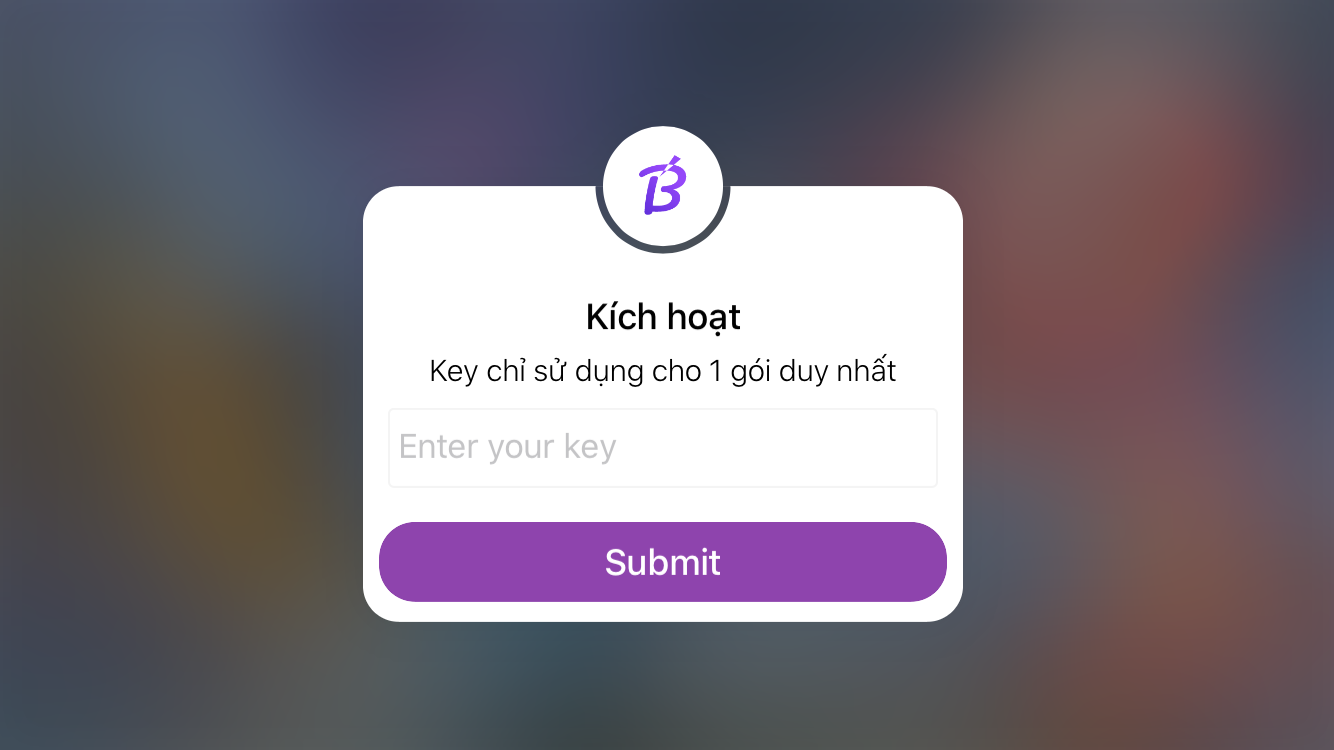 Kích hoạt
Key chỉ sử dụng cho 1 gói duy nhất
Enter your key
Submit